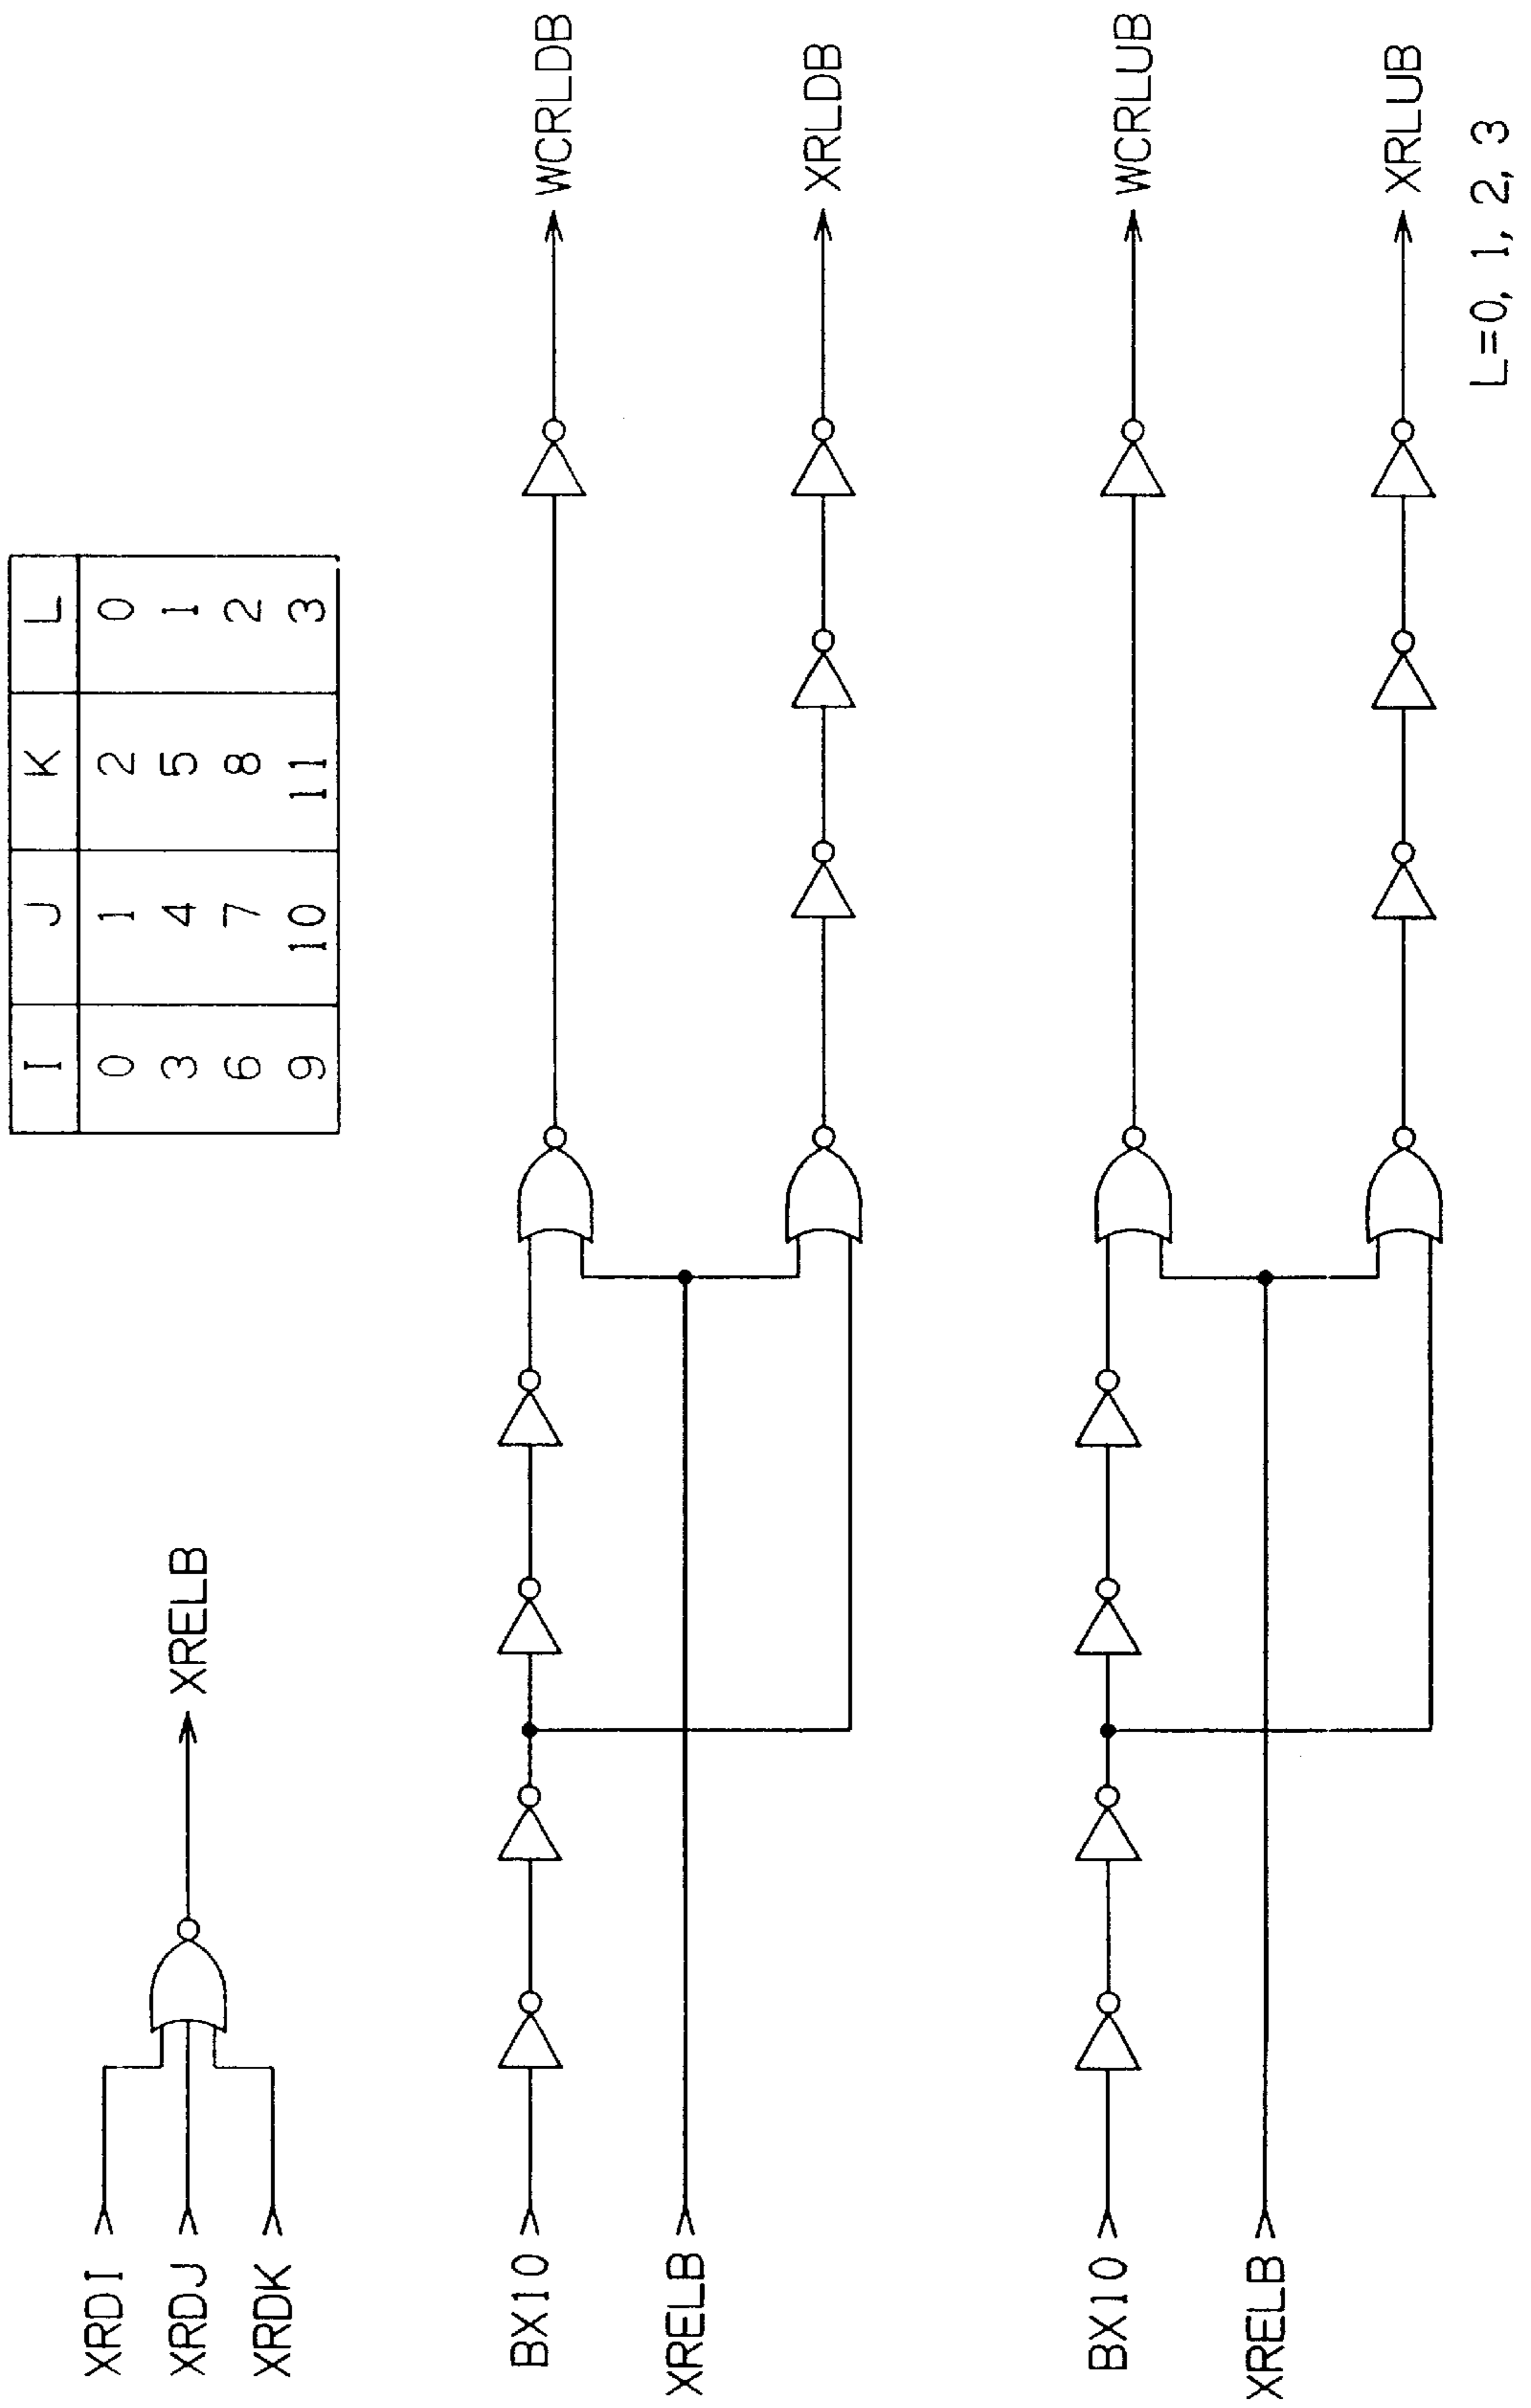 I J K L
0 1 2 0
3 4 5 1
6 7 8 2
9 10 11 3
XRDI
XRDJ
XRDK
XRELB
BX10
XRELB
WCRLDB
XRLDB
BX10
XRELB
WCRLUB
XRLUB
L=0, 1, 2, 3